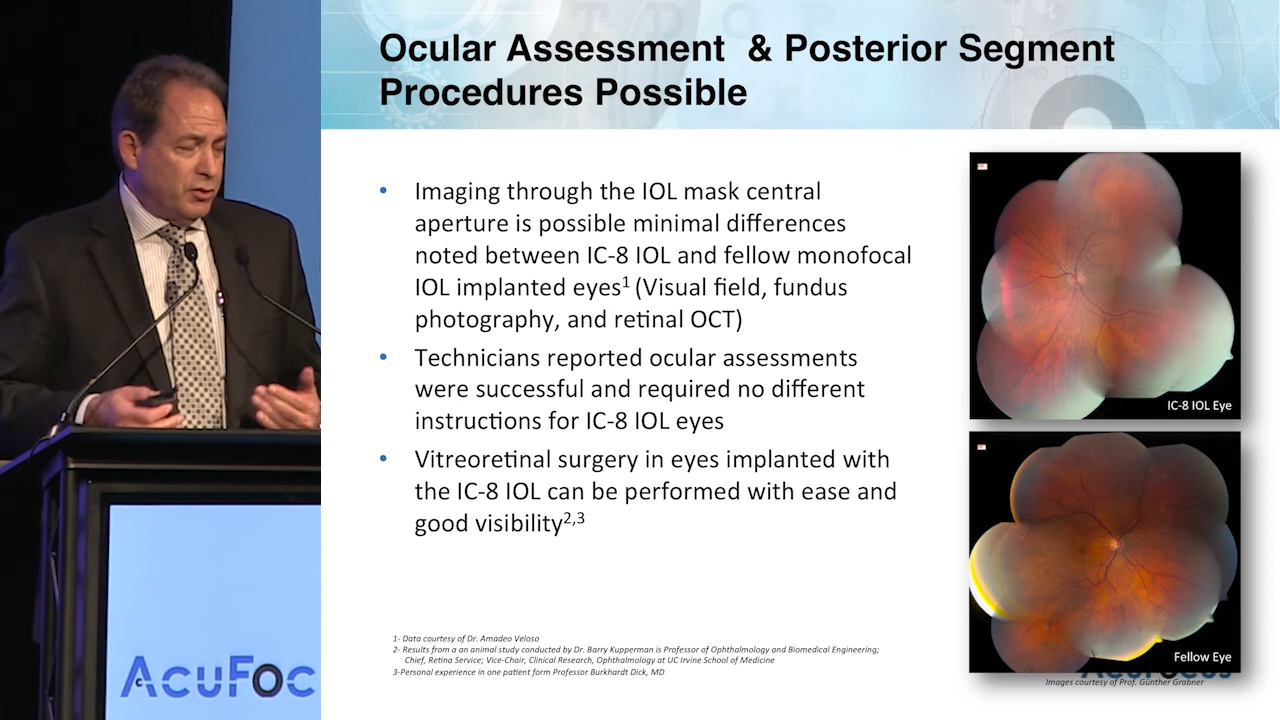 Ocular Assessment & Posterior Segment
Procedures Possible
• Imaging through the IOL mask central
aperture is possible minimal differences
noted between IC-8 IOL and fellow monofocal
IOL implanted eyes1 (Visual field, fundus
photography, and retinal OCT)
• Technicians reported ocular assessments
were successful and required no different
instructions for IC-8 IOL eyes
• Vitreoretinal surgery in eyes implanted with
the IC-8 IOL can be performed with ease and
good visibility2,3
IC-8 IOL Eye
Fellow Eye
1- Data courtesy of Dr. Amadeo Veloso
2- Results from a an animal study conducted by Dr. Barry Kupperman is Professor of Ophthalmology and Biomedical Engineering;
Chief, Retina Service; Vice-Chair, Clinical Research, Ophthalmology at UC Irvine School of Medicine
3-Personal experience in one patient form Professor Burkhardt Dick, MD
Images courtesy of Prof. Günther Grabner
AcuFoc